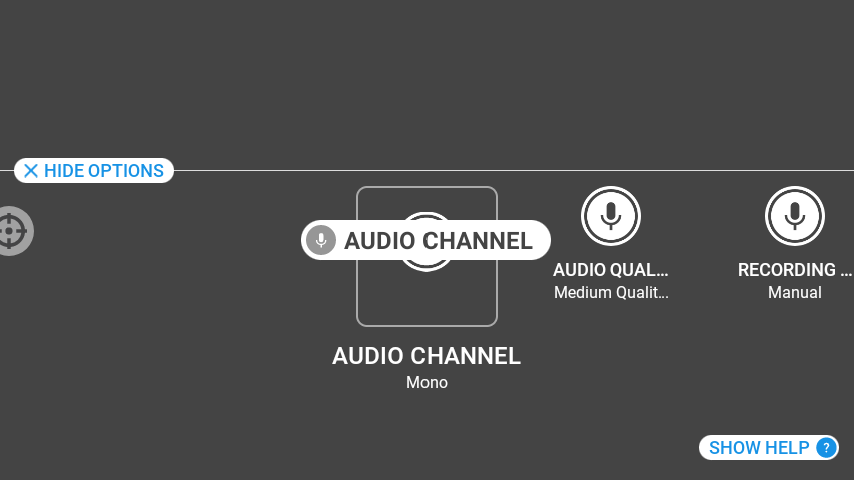 HIDE OPTIONS
AUDIO CHANNEL
AUDIO QUAL...
Medium Qualit...
RECORDING ...
Manual
AUDIO CHANNEL
Mono
SHOW HELP ?